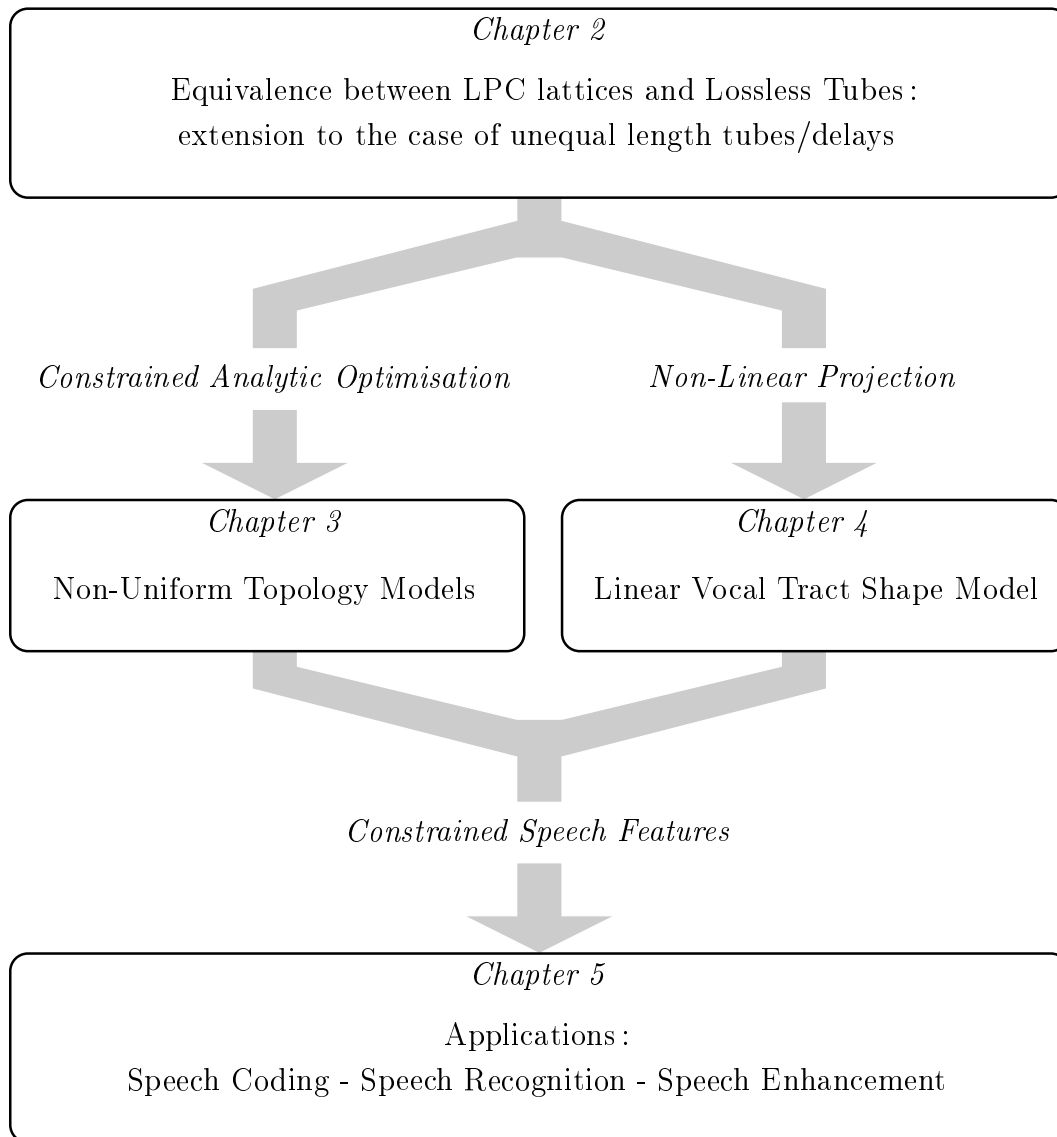 Chapter 2
Equivalence between LPC lattices and Lossless Tubes :
extension to the case of unequal length tubes/delays
Constrained Analytic Optimisation
Non-Linear Projection
Chapter 3
Non-Uniform Topology Models
Chapter 4
Linear Vocal Tract Shape Model
Constrained Speech Features
Chapter 5
Applications :
Speech Coding - Speech Recognition - Speech Enhancement